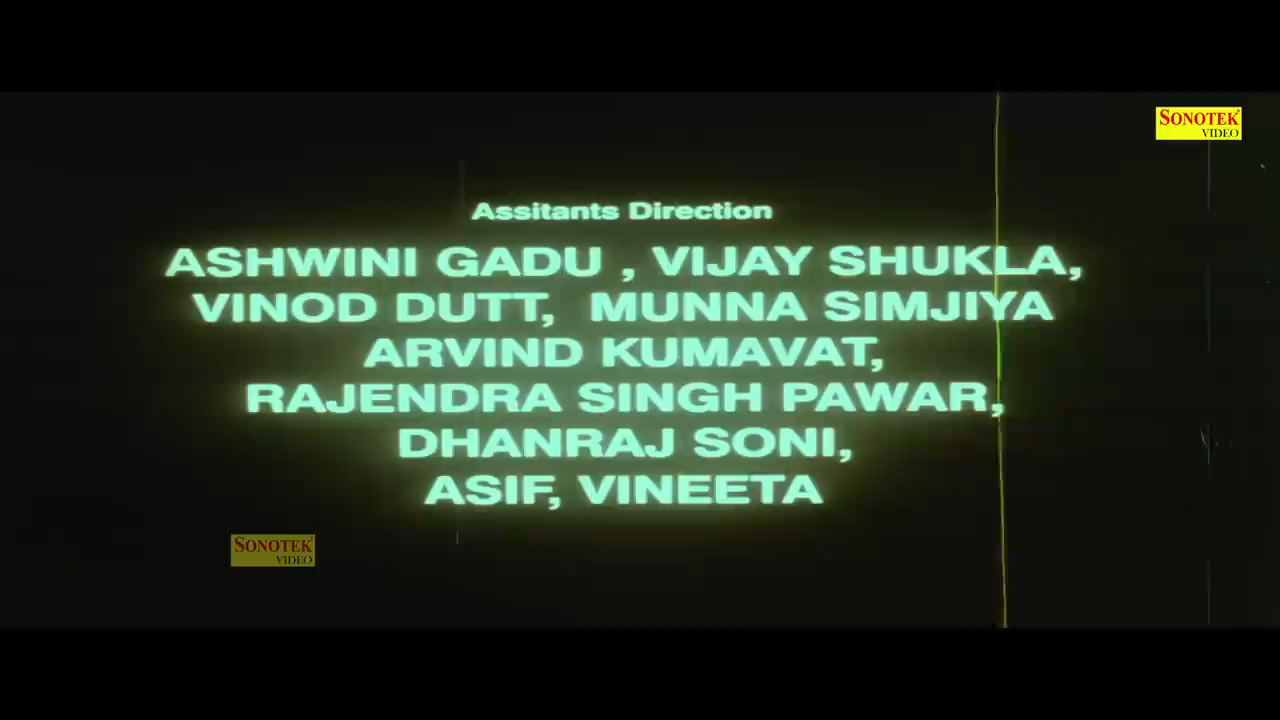 SONOTEK
VIDEO
Assitants Direction
ASHWINI GADU , VIJAY SHUKLA,
VINOD DUTT, MUNNA SIMJIYA
ARVIND KUMAVAT,
RAJENDRA SINGH PAWAR,
DHANRAJ SONI,
ASIF, VINEETA
SONOTEK
VIDEO